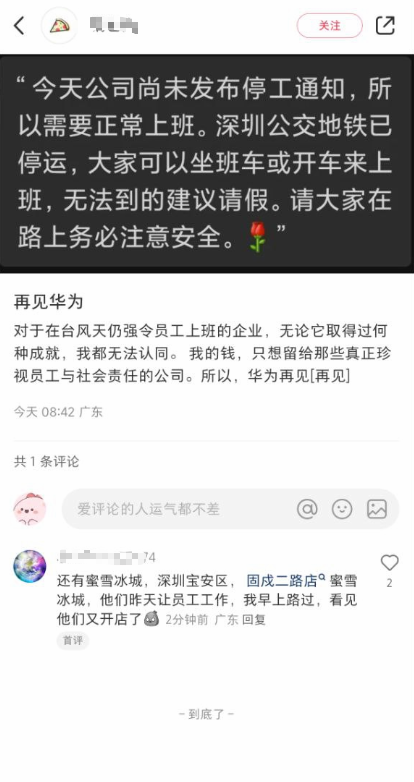 关注
“今天公司尚未发布停工通知，所
以需要正常上班。深圳公交地铁已
停运，大家可以坐班车或开车来上
班，无法到的建议请假。请大家在
路上务必注意安全。🌹”
再见华为
对于在台风天仍强令员工上班的企业，无论它取得过何
种成就，我都无法认同。 我的钱，只想留给那些真正珍
视员工与社会责任的公司。所以，华为再见[再见]
今天 08:42 广东
共 1 条评论
爱评论的人运气都不差
74
还有蜜雪冰城，深圳宝安区， 固戍二路店 蜜雪
冰城，他们昨天让员工工作，我早上路过，看见
他们又开店了💩 2分钟前 广东 回复
2
首评
- 到底了 -